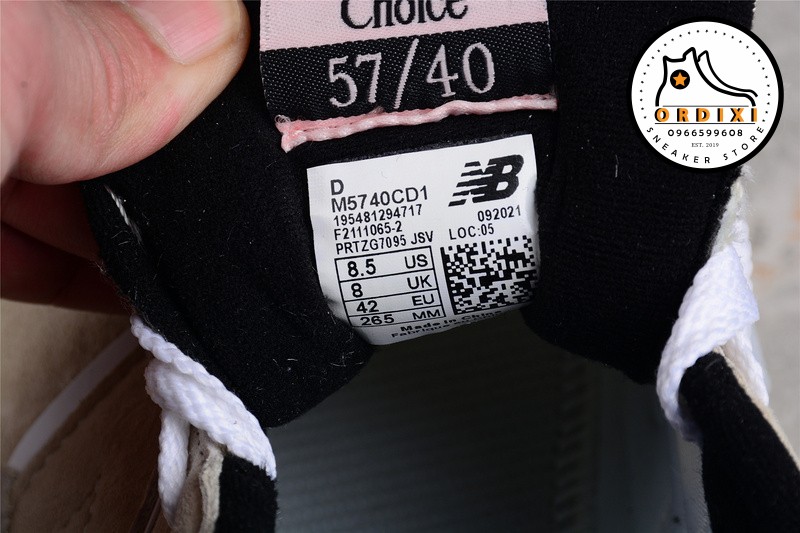 Choice
57/40
ORDIXI
0966599608
SNEAKER STORE
EST, 2019
D
M5740CD1
NB
195481294717
092021
F2111065-2
PRTZG7095 JSV
LOC:05
8.5 US
8 UK
42 EU
265 MM
Made in China